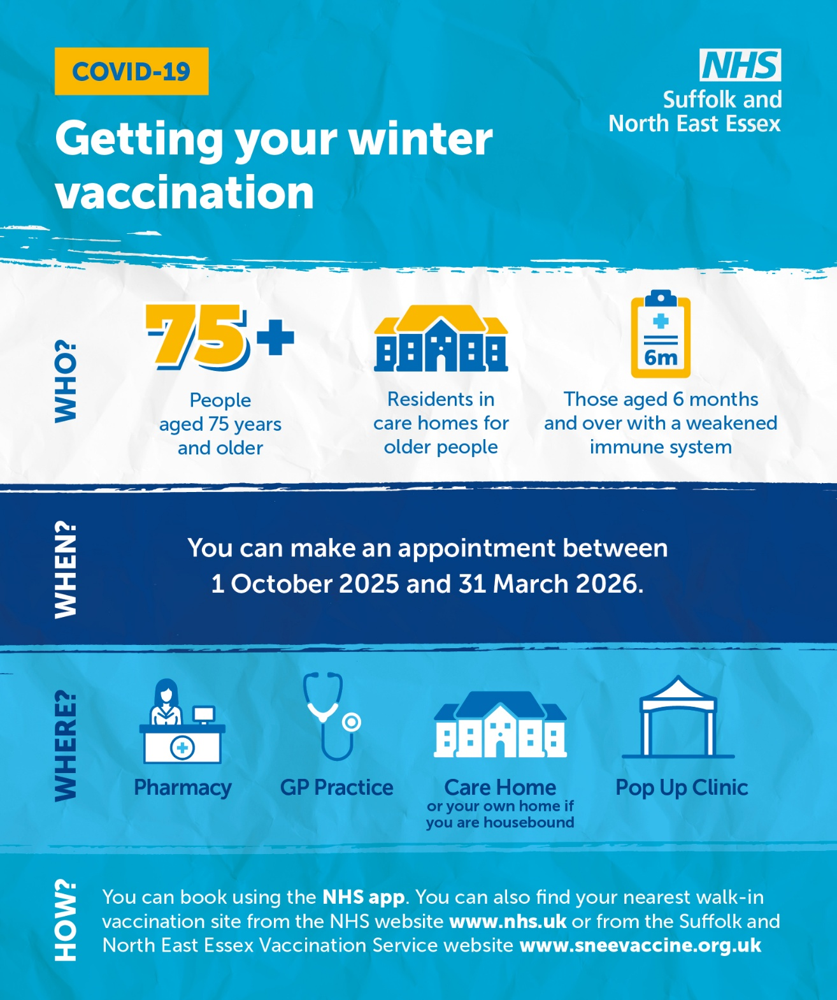 COVID-19
NHS
Suffolk and
North East Essex
Getting your winter
vaccination
WHO?
75+
People
aged 75 years
and older
Residents in
care homes for
older people
6m
Those aged 6 months
and over with a weakened
immune system
WHEN?
You can make an appointment between
1 October 2025 and 31 March 2026.
WHERE?
Pharmacy
GP Practice
Care Home
or your own home if
you are housebound
Pop Up Clinic
HOW?
You can book using the NHS app. You can also find your nearest walk-in
vaccination site from the NHS website www.nhs.uk or from the Suffolk and
North East Essex Vaccination Service website www.sneevaccine.org.uk